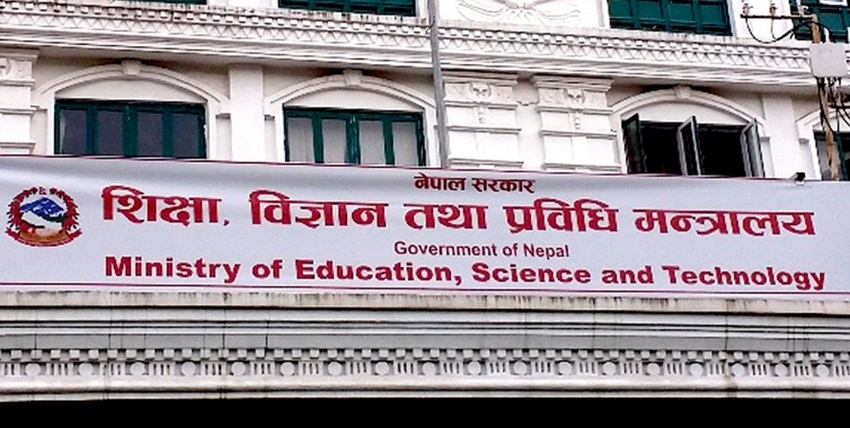 नेपाल सरकार
शिक्षा, विज्ञान तथा प्रविधि मन्त्रालय
Government of Nepal
Ministry of Education, Science and Technology